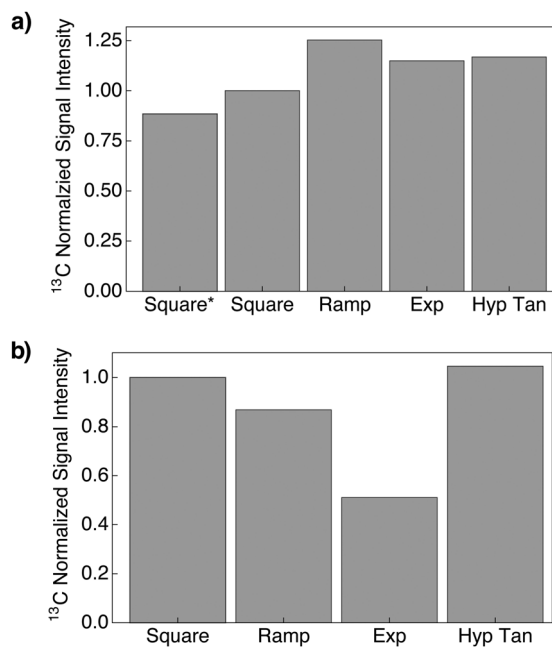 a)
¹³C Normalzied Signal Intensity
1.25
1.00
0.75
0.50
0.25
0.00
Square* Square Ramp Exp Hyp Tan
b)
¹³C Normalized Signal Intensity
1.0
0.8
0.6
0.4
0.2
0.0
Square Ramp Exp Hyp Tan